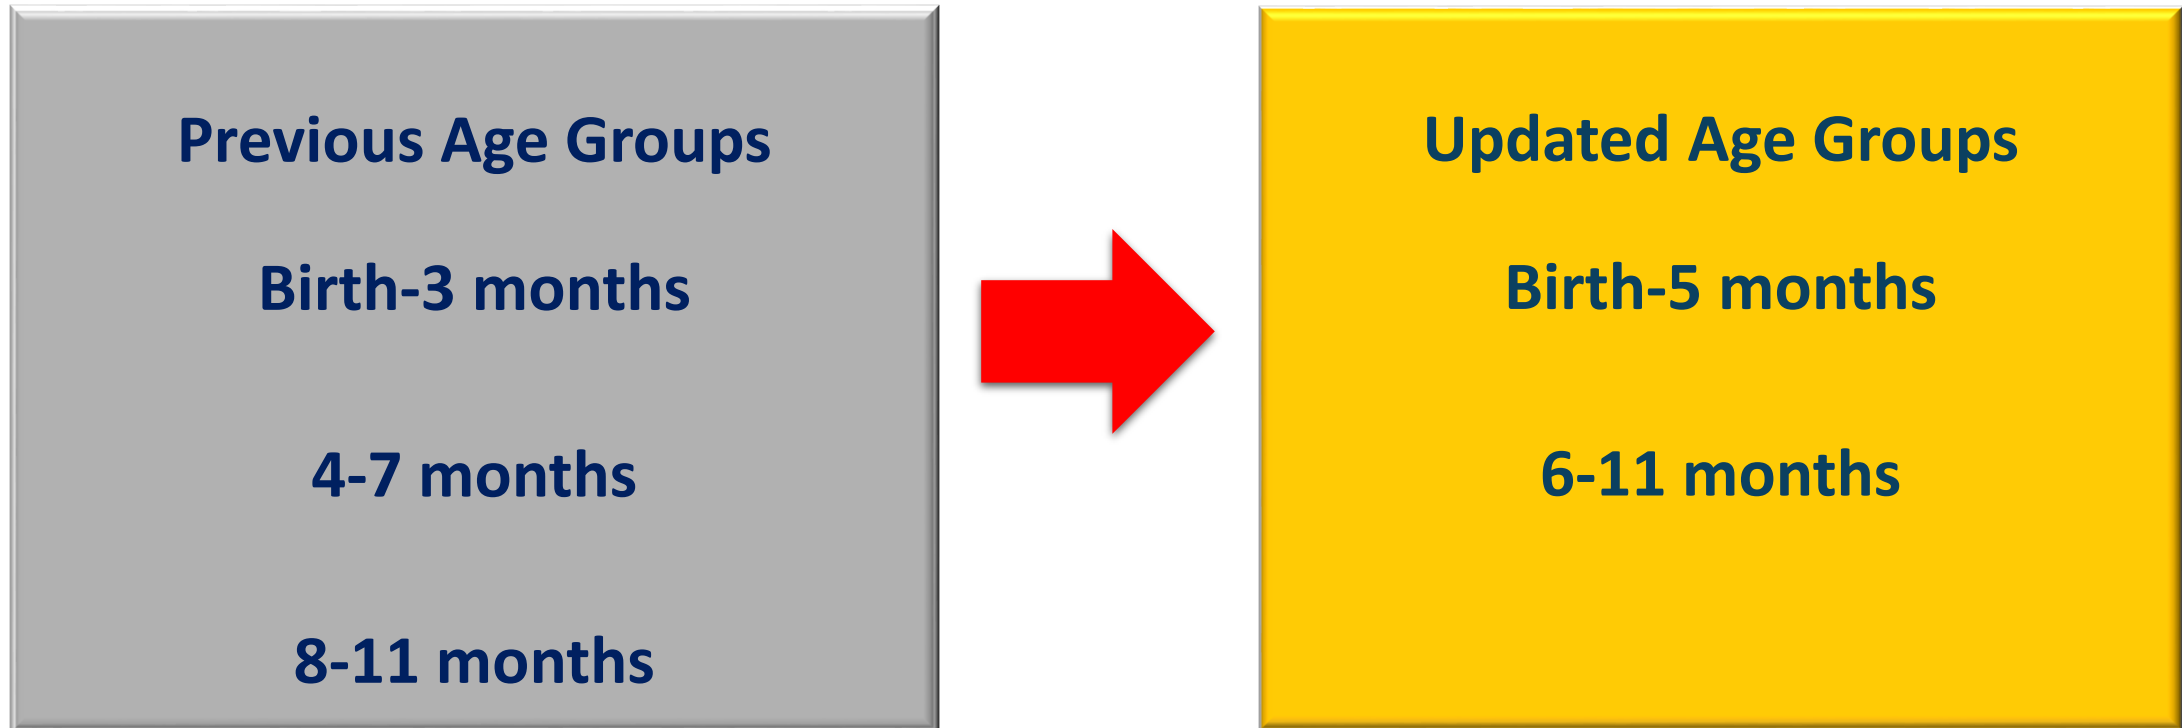 Previous Age Groups
Birth-3 months
4-7 months
8-11 months
Updated Age Groups
Birth-5 months
6-11 months